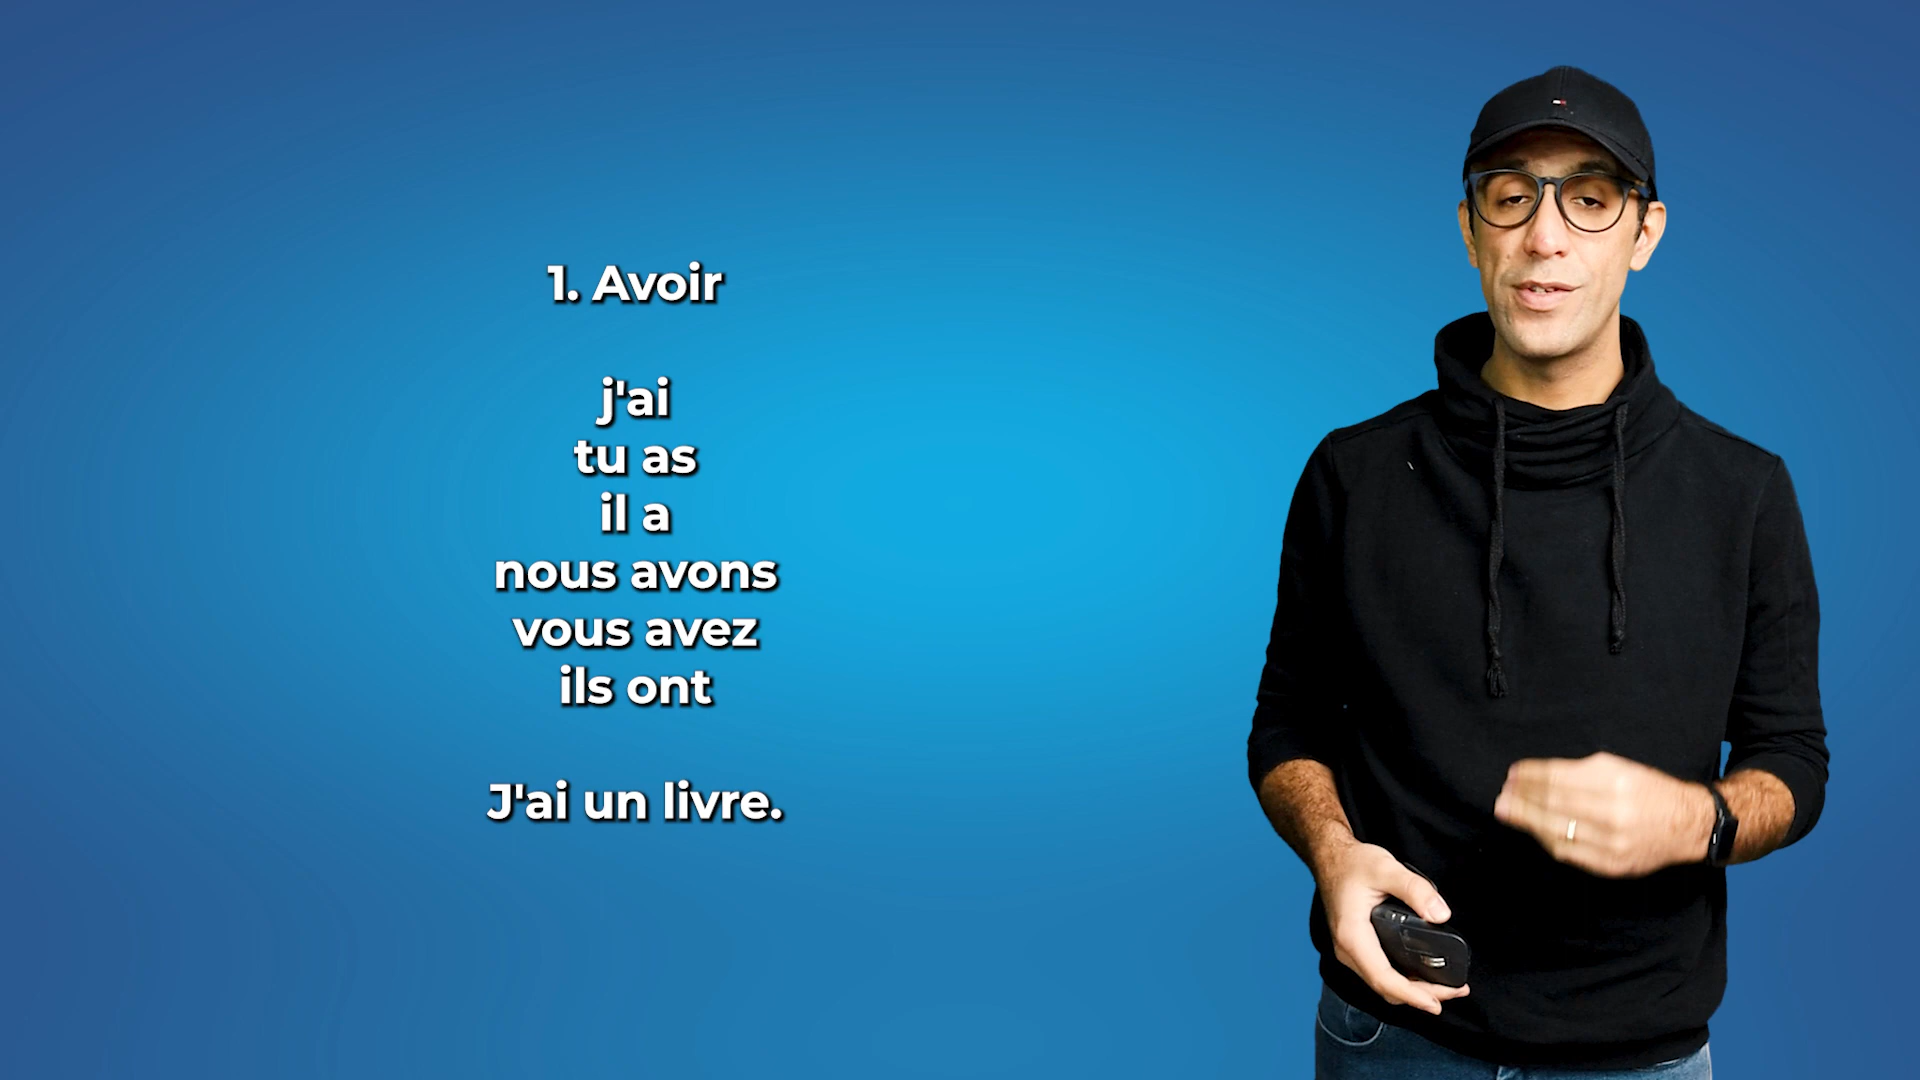 1. Avoir
j'ai
tu as
il a
nous avons
vous avez
ils ont
J'ai un livre.